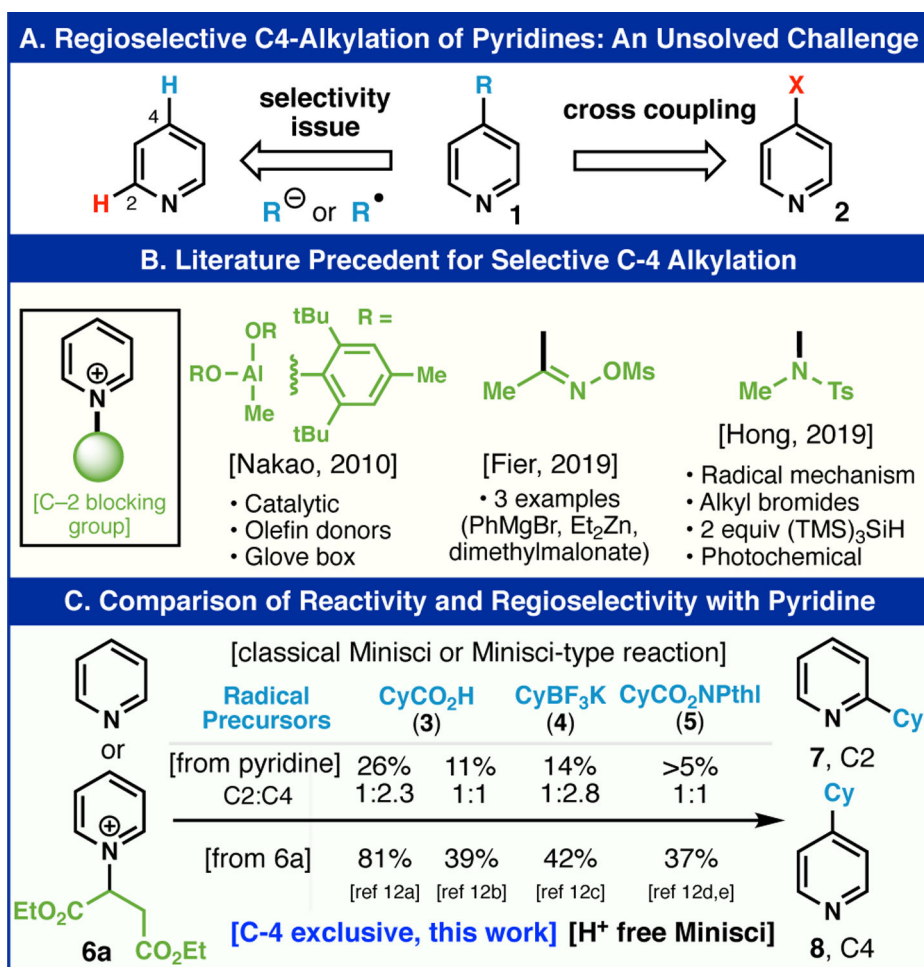 A. Regioselective C4-Alkylation of Pyridines: An Unsolved Challenge
H
4
H
2
N
selectivity
issue
R⊖ or R•
R
N
1
cross coupling
X
N
2
B. Literature Precedent for Selective C-4 Alkylation
⊕
N
[C–2 blocking
group]
OR
RO
Al
Me
tBu
R =
Me
tBu
[Nakao, 2010]
• Catalytic
• Olefin donors
• Glove box
Me
N
OMs
[Fier, 2019]
• 3 examples
(PhMgBr, Et₂Zn,
dimethylmalonate)
Me
N
Ts
[Hong, 2019]
• Radical mechanism
• Alkyl bromides
• 2 equiv (TMS)₃SiH
• Photochemical
C. Comparison of Reactivity and Regioselectivity with Pyridine
N
or
⊕
N
EtO₂C
CO₂Et
6a
[classical Minisci or Minisci-type reaction]
Radical
Precursors
CyCO₂H
(3)
CyBF₃K
(4)
CyCO₂NPthl
(5)
[from pyridine] 26% 11% 14% >5%
C2:C4 1:2.3 1:1 1:2.8 1:1
[from 6a] 81% 39% 42% 37%
[ref 12a] [ref 12b] [ref 12c] [ref 12d,e]
[C-4 exclusive, this work] [H⁺ free Minisci]
N
Cy
7, C2
Cy
N
8, C4